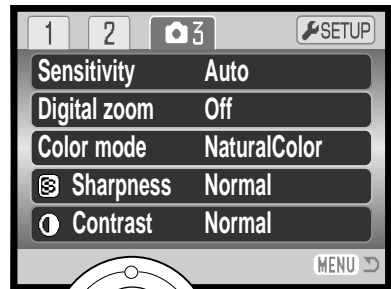 1 2 3 SETUP
Sensitivity Auto
Digital zoom Off
Color mode NaturalColor
Sharpness Normal
Contrast Normal
MENU